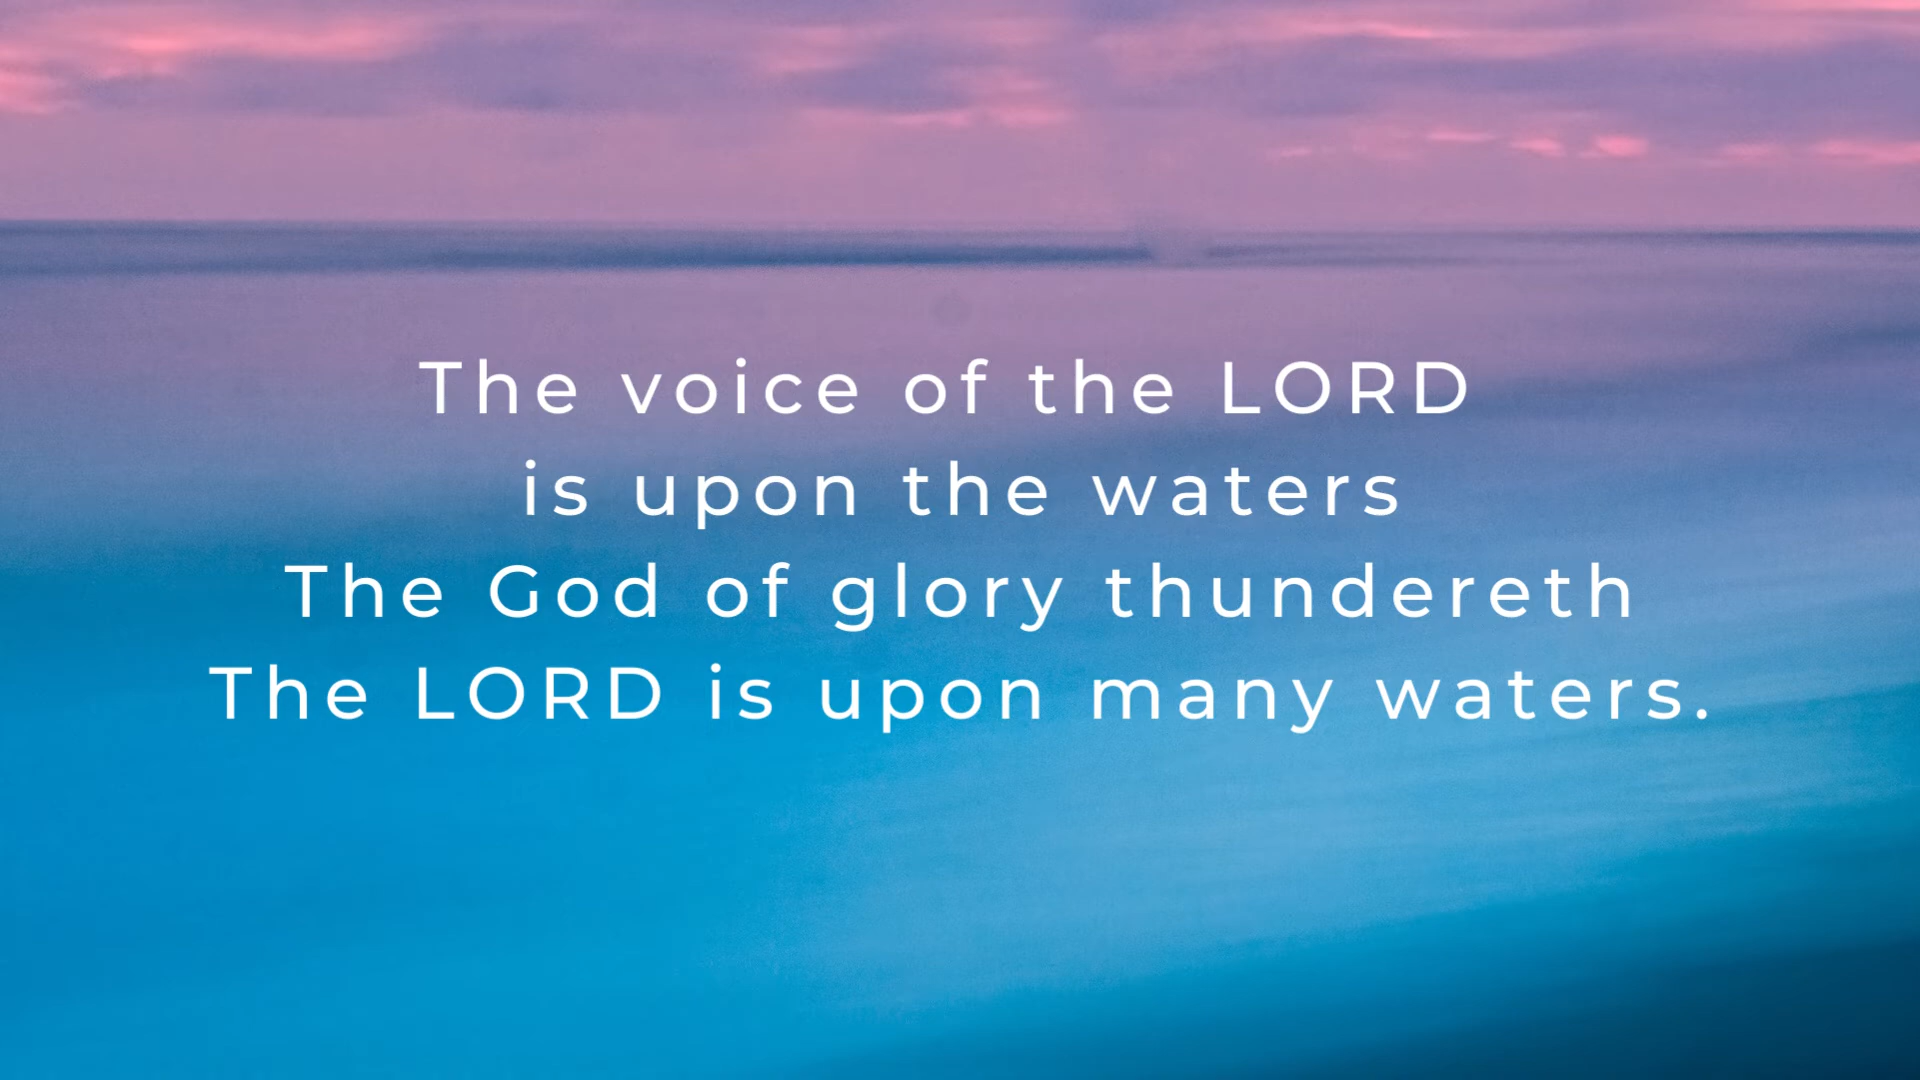 The voice of the LORD
is upon the waters
The God of glory thundereth
The LORD is upon many waters.